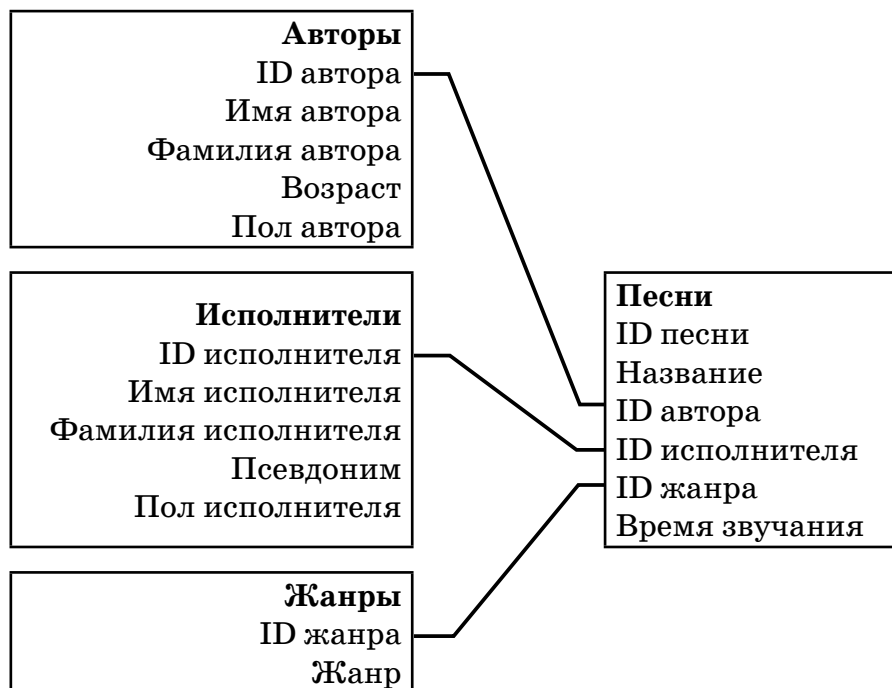 Авторы
ID автора
Имя автора
Фамилия автора
Возраст
Пол автора
Исполнители
ID исполнителя
Имя исполнителя
Фамилия исполнителя
Псевдоним
Пол исполнителя
Жанры
ID жанра
Жанр
Песни
ID песни
Название
ID автора
ID исполнителя
ID жанра
Время звучания